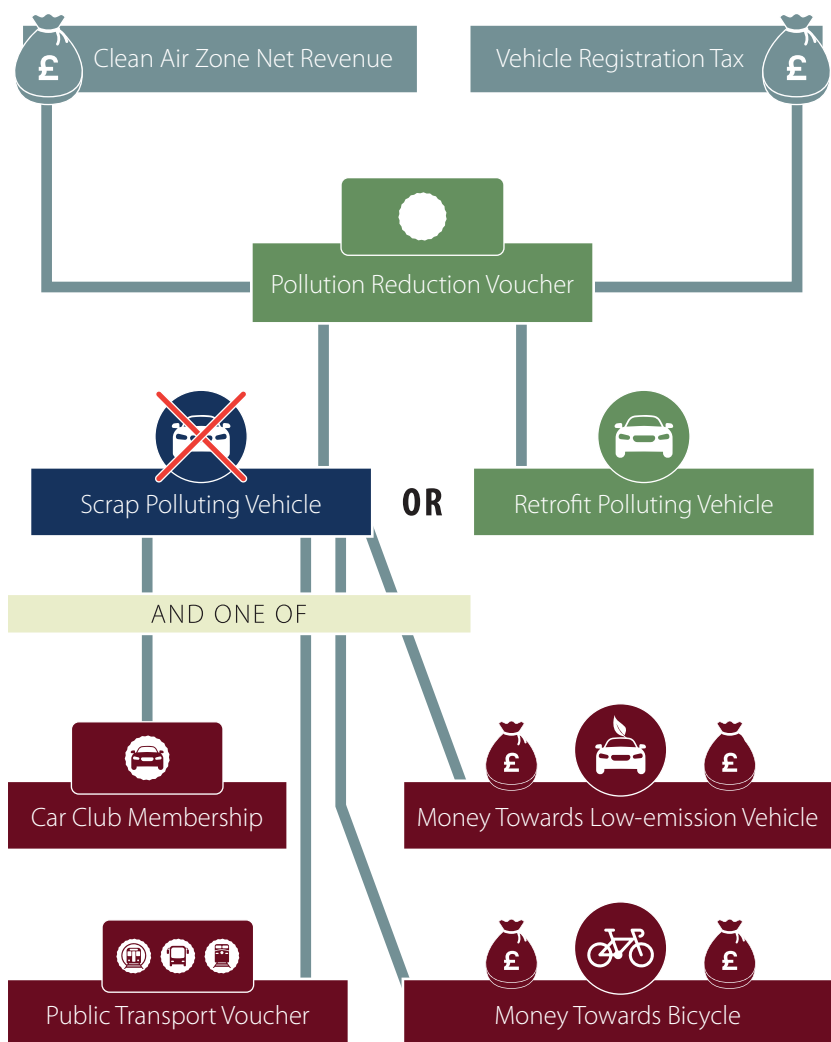 £ Clean Air Zone Net Revenue
Vehicle Registration Tax £
Pollution Reduction Voucher
Scrap Polluting Vehicle
OR
Retrofit Polluting Vehicle
AND ONE OF
£ £
Car Club Membership
Money Towards Low-emission Vehicle
£ £
Public Transport Voucher
Money Towards Bicycle